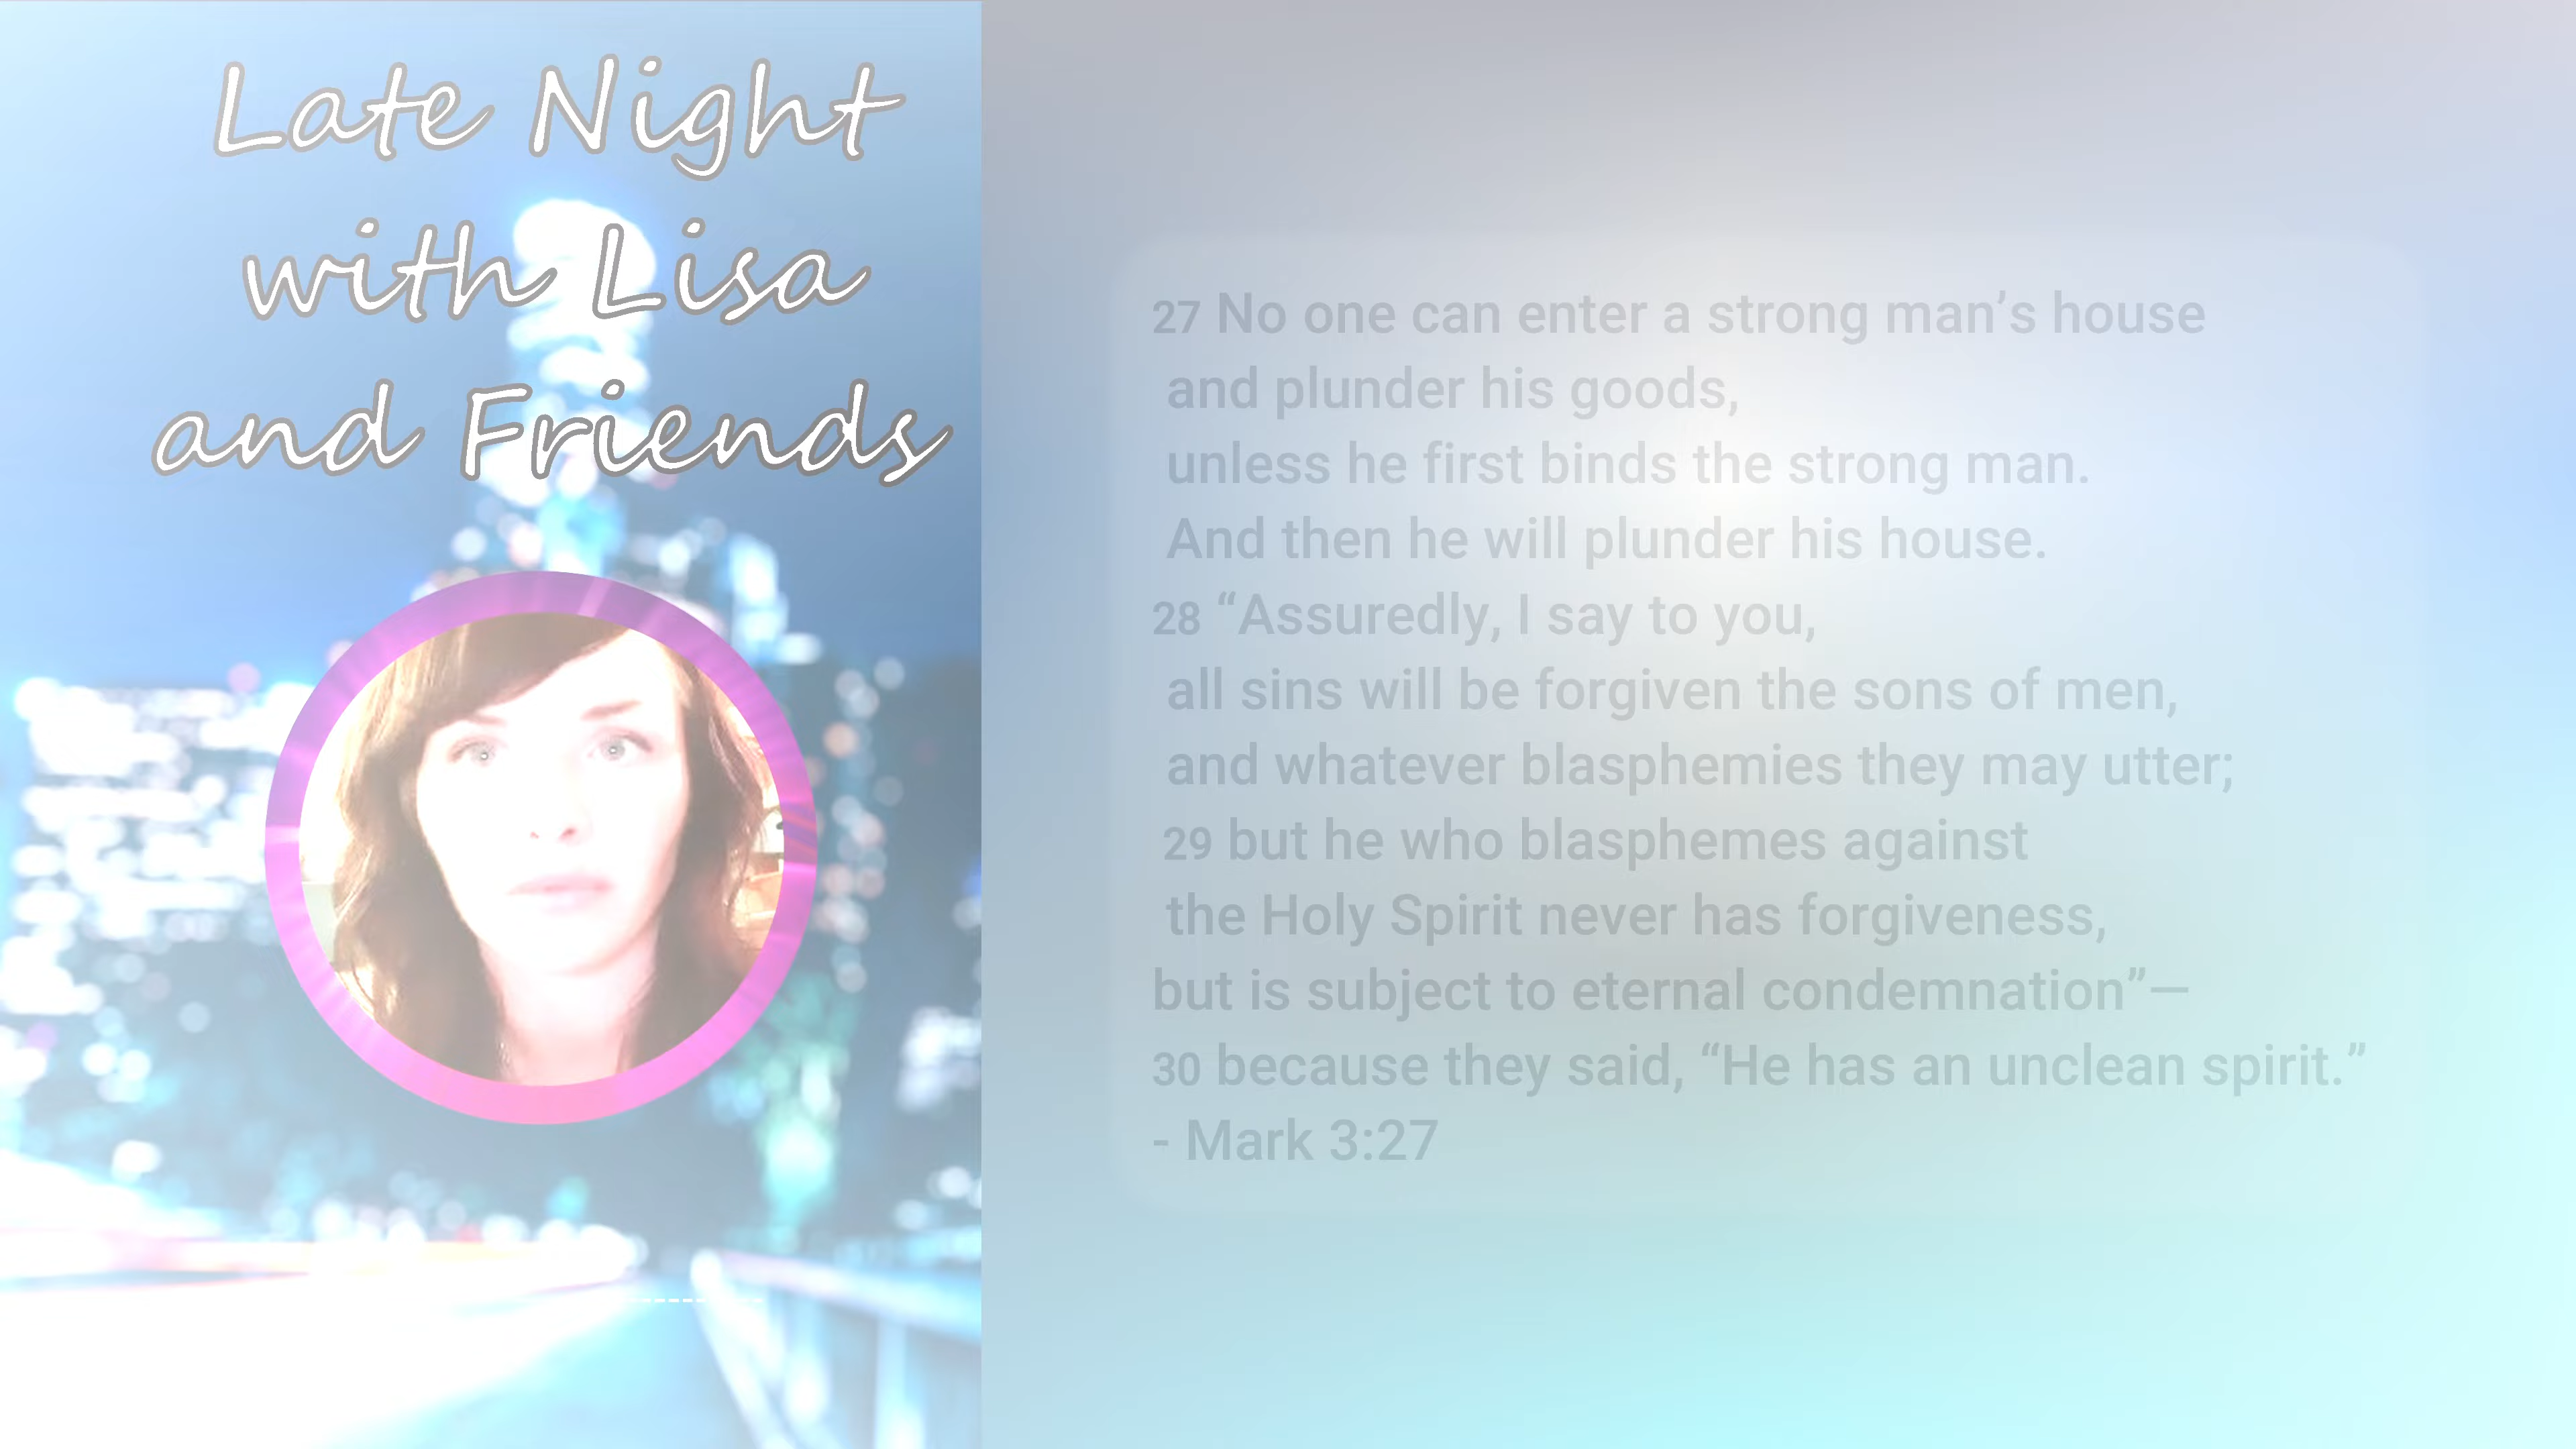 Late Night
with Lisa
and Friends
27 No one can enter a strong man’s house
and plunder his goods,
unless he first binds the strong man.
And then he will plunder his house.
28 “Assuredly, I say to you,
all sins will be forgiven the sons of men,
and whatever blasphemies they may utter;
29 but he who blasphemes against
the Holy Spirit never has forgiveness,
but is subject to eternal condemnation”—
30 because they said, “He has an unclean spirit.”
- Mark 3:27